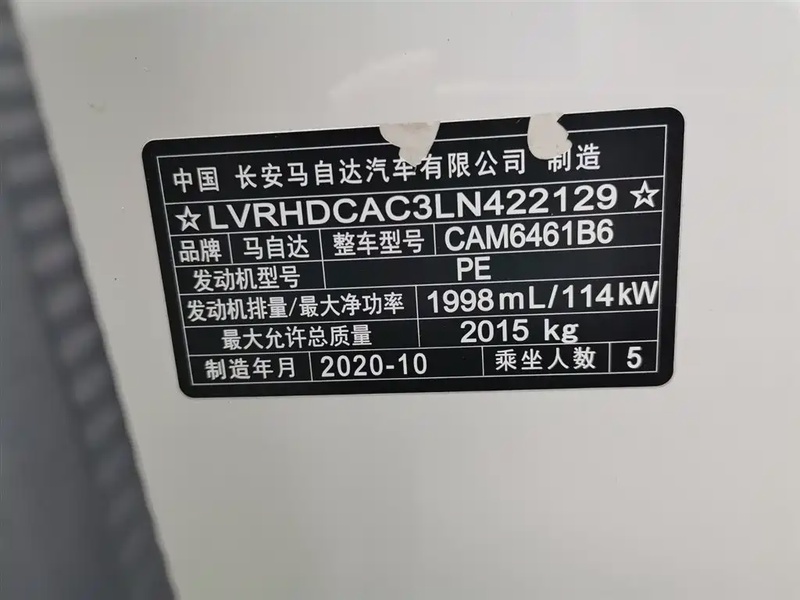 中国 长安马自达汽车有限公司 制造
☆LVRHDCAC3LN422129☆
品牌 马自达 整车型号 CAM6461B6
发动机型号 PE
发动机排量/最大净功率 1998mL/114kW
最大允许总质量 2015 kg
制造年月 2020-10 乘坐人数 5